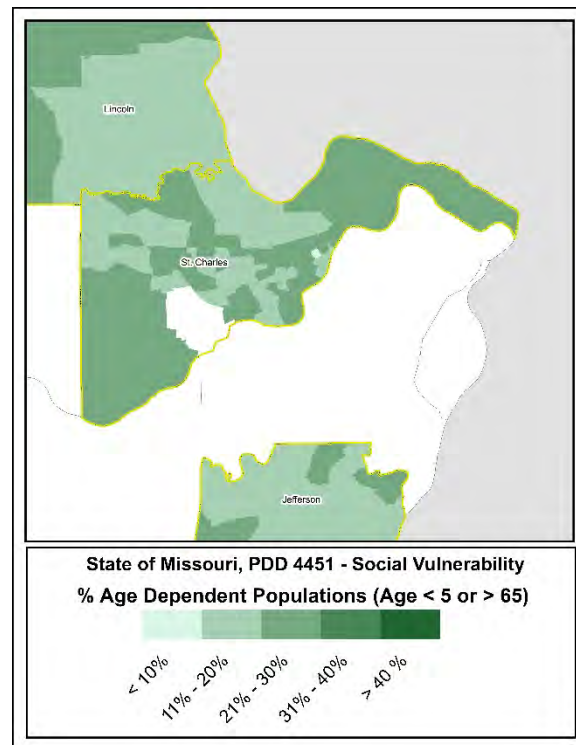 Lincoln
St. Charles
Jefferson
State of Missouri, PDD 4451 - Social Vulnerability
% Age Dependent Populations (Age < 5 or > 65)
< 10%
11% - 20%
21% - 30%
31% - 40%
> 40 %